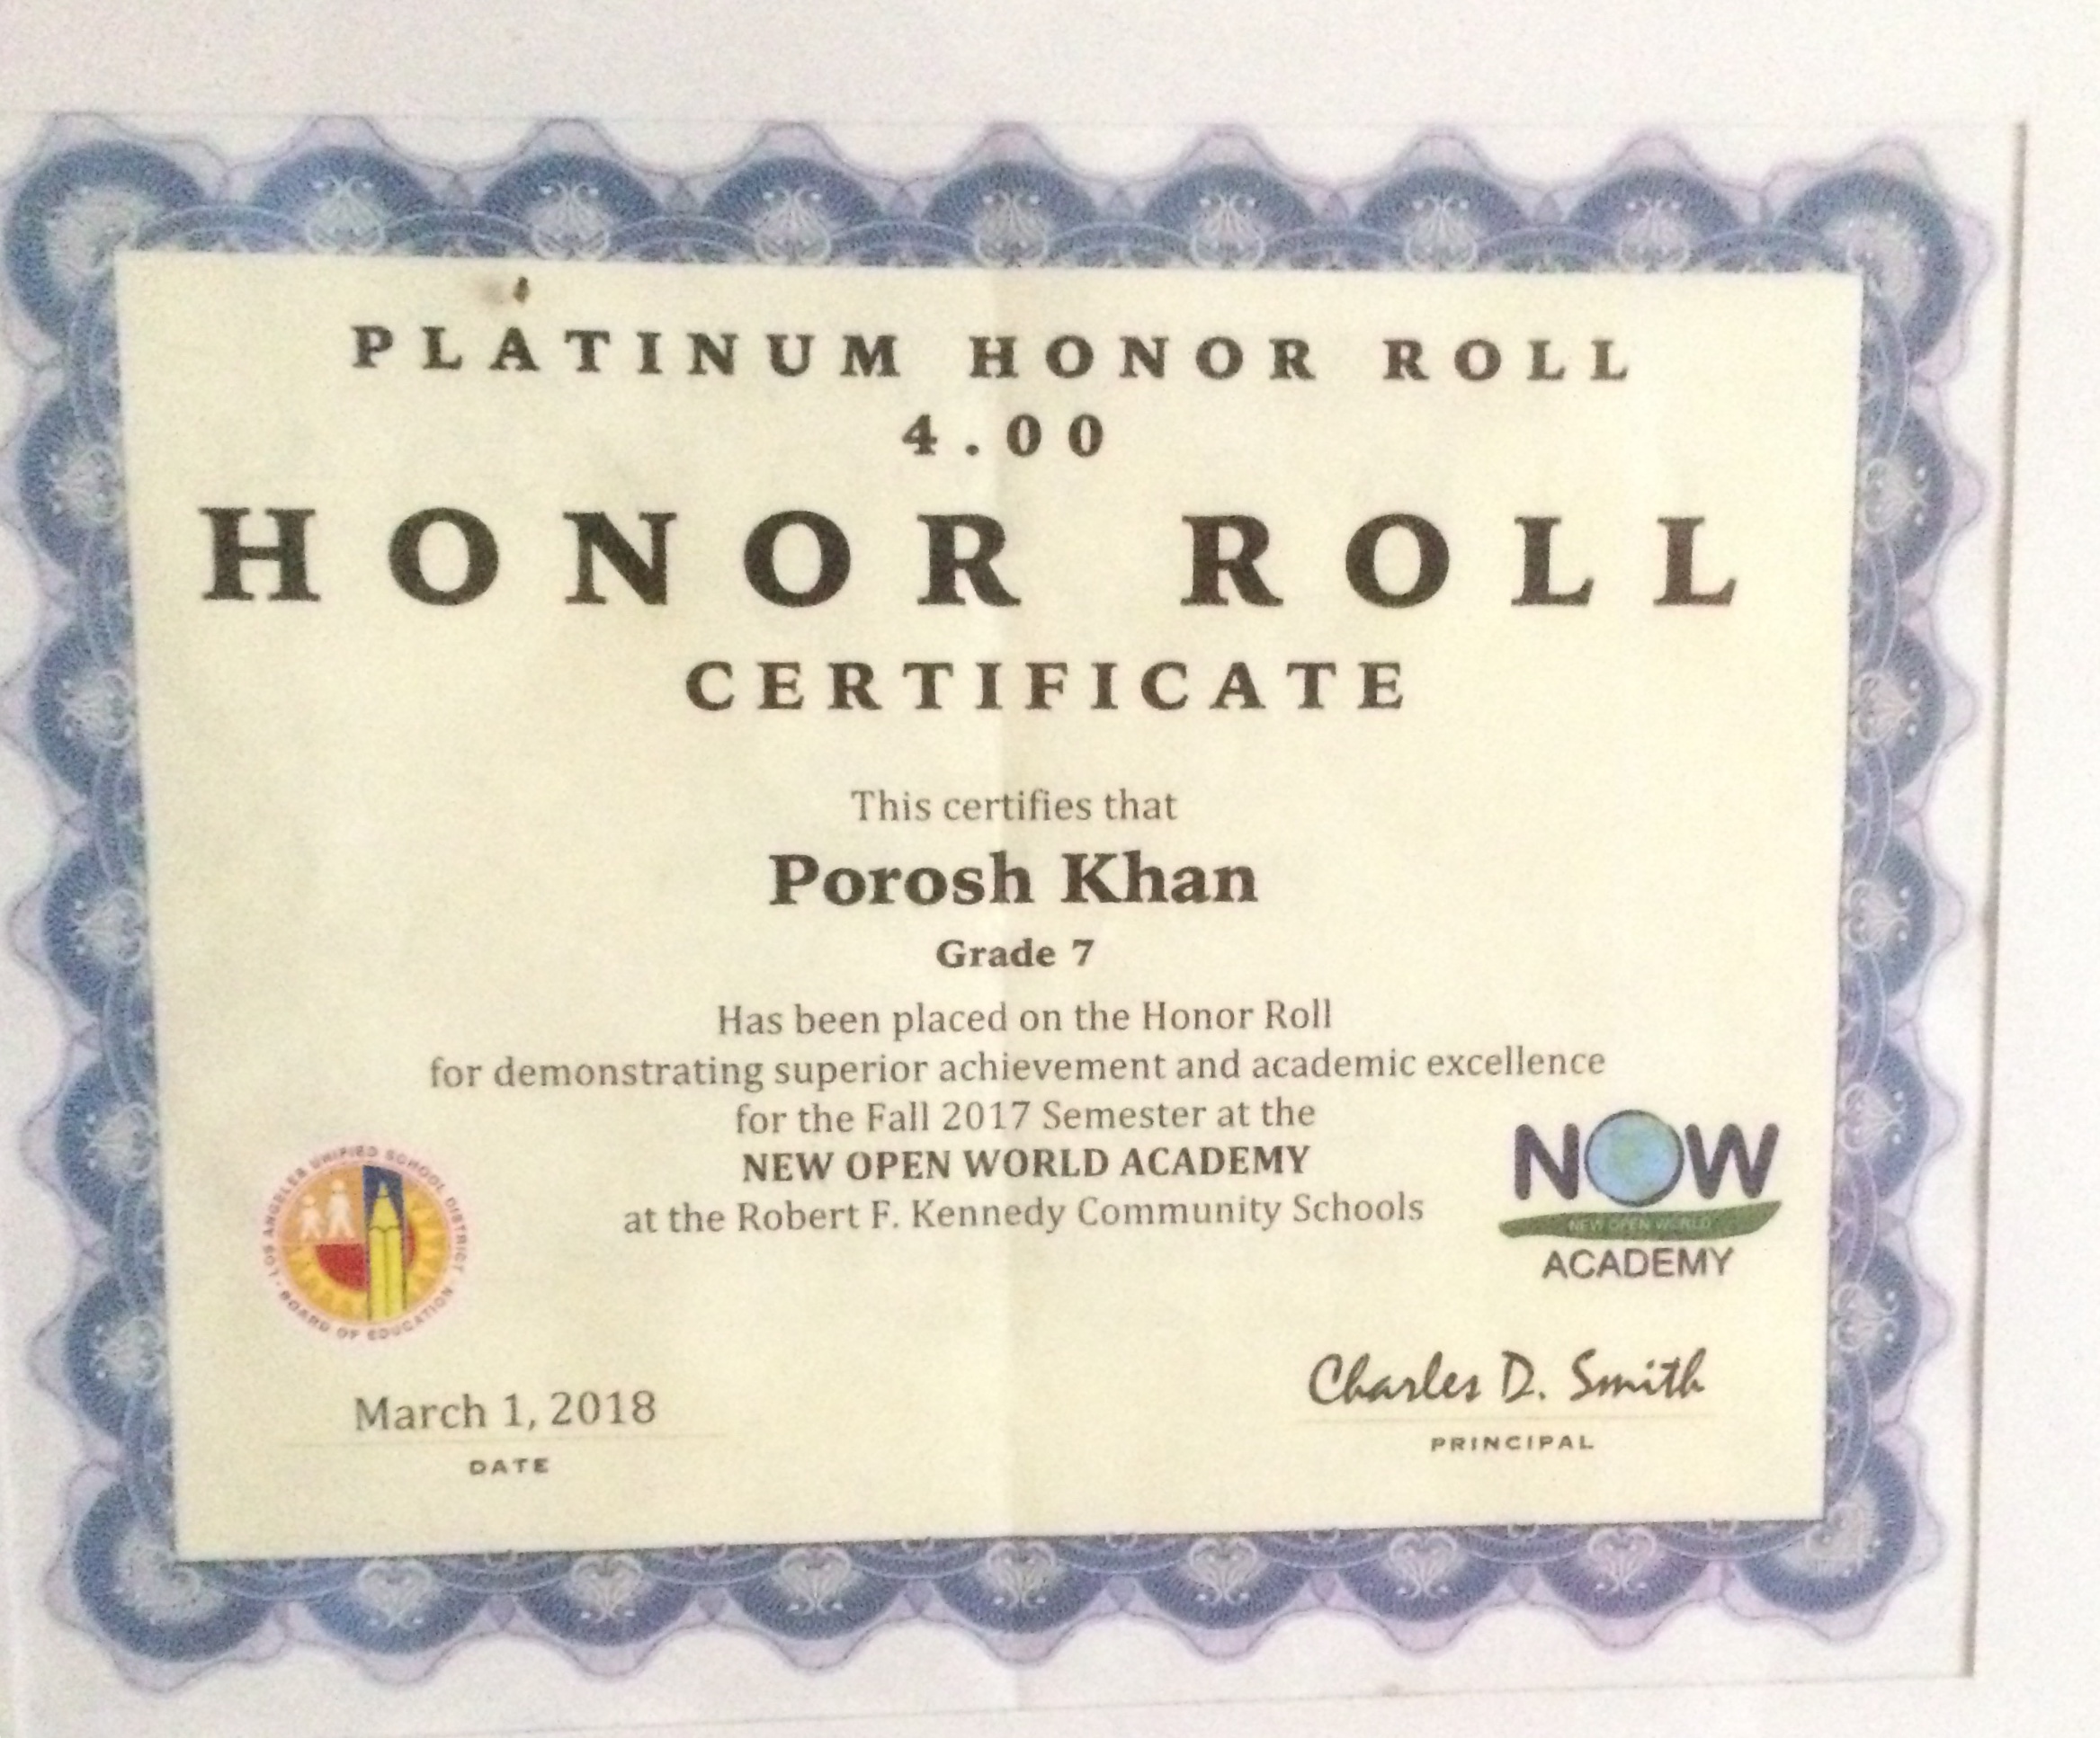 PLATINUM HONOR ROLL
4.00
HONOR ROLL
CERTIFICATE
This certifies that
Porosh Khan
Grade 7
Has been placed on the Honor Roll
for demonstrating superior achievement and academic excellence
for the Fall 2017 Semester at the
NEW OPEN WORLD ACADEMY
at the Robert F. Kennedy Community Schools
LOS ANGELES UNIFIED SCHOOL DISTRICT
BOARD OF EDUCATION
NOW
NEW OPEN WORLD
ACADEMY
March 1, 2018
DATE
Charles D. Smith
PRINCIPAL